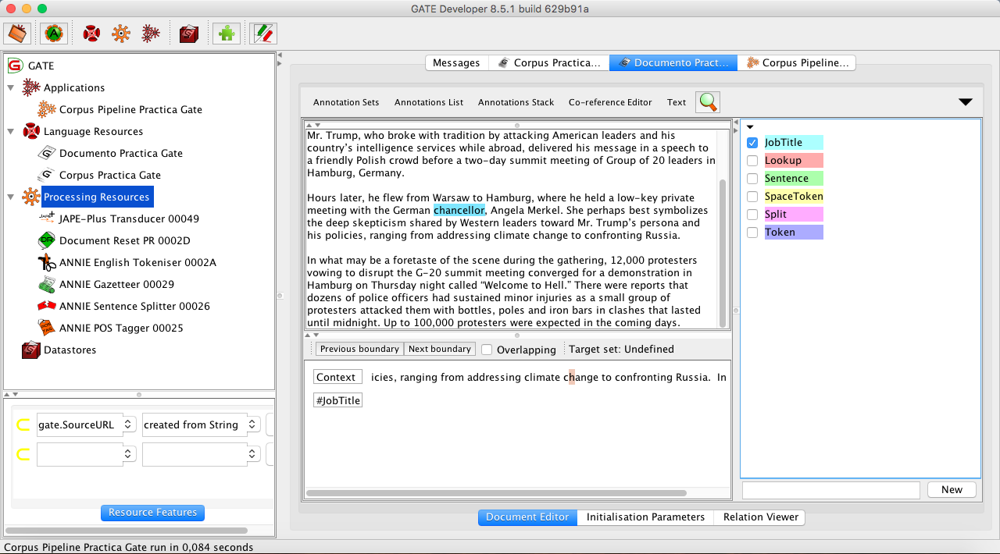 GATE Developer 8.5.1 build 629b91a
GATE
Applications
Corpus Pipeline Practica Gate
Language Resources
Documento Practica Gate
Corpus Practica Gate
Processing Resources
JAPE-Plus Transducer 00049
Document Reset PR 0002D
ANNIE English Tokeniser 0002A
ANNIE Gazetteer 00029
ANNIE Sentence Splitter 00026
ANNIE POS Tagger 00025
Datastores
gate.SourceURL created from String
Resource Features
Messages Corpus Practica... Documento Pract... Corpus Pipeline...
Annotation Sets Annotations List Annotations Stack Co-reference Editor Text
Mr. Trump, who broke with tradition by attacking American leaders and his
country’s intelligence services while abroad, delivered his message in a speech to
a friendly Polish crowd before a two-day summit meeting of Group of 20 leaders in
Hamburg, Germany.
Hours later, he flew from Warsaw to Hamburg, where he held a low-key private
meeting with the German chancellor, Angela Merkel. She perhaps best symbolizes
the deep skepticism shared by Western leaders toward Mr. Trump’s persona and
his policies, ranging from addressing climate change to confronting Russia.
In what may be a foretaste of the scene during the gathering, 12,000 protesters
vowing to disrupt the G-20 summit meeting converged for a demonstration in
Hamburg on Thursday night called “Welcome to Hell.” There were reports that
dozens of police officers had sustained minor injuries as a small group of
protesters attacked them with bottles, poles and iron bars in clashes that lasted
until midnight. Up to 100,000 protesters were expected in the coming days.
Previous boundary Next boundary Overlapping Target set: Undefined
Context icies, ranging from addressing climate change to confronting Russia. In
#JobTitle
JobTitle
Lookup
Sentence
SpaceToken
Split
Token
New
Document Editor Initialisation Parameters Relation Viewer
Corpus Pipeline Practica Gate run in 0,084 seconds